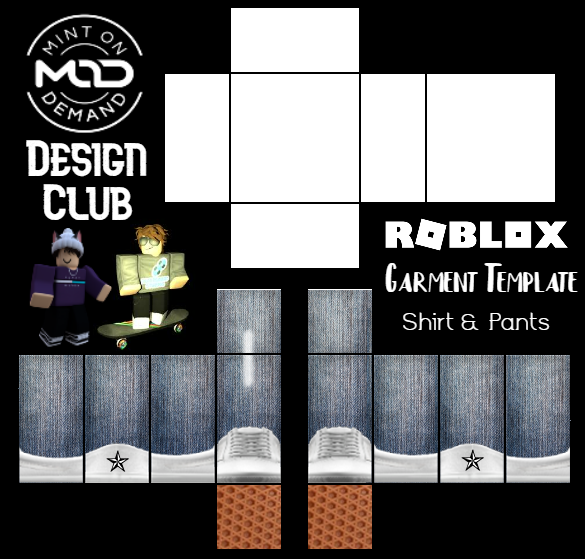 MINT ON
MOD
DEMAND
DESIGN
CLUB
ROBLOX
GARMENT TEMPLATE
Shirt & Pants